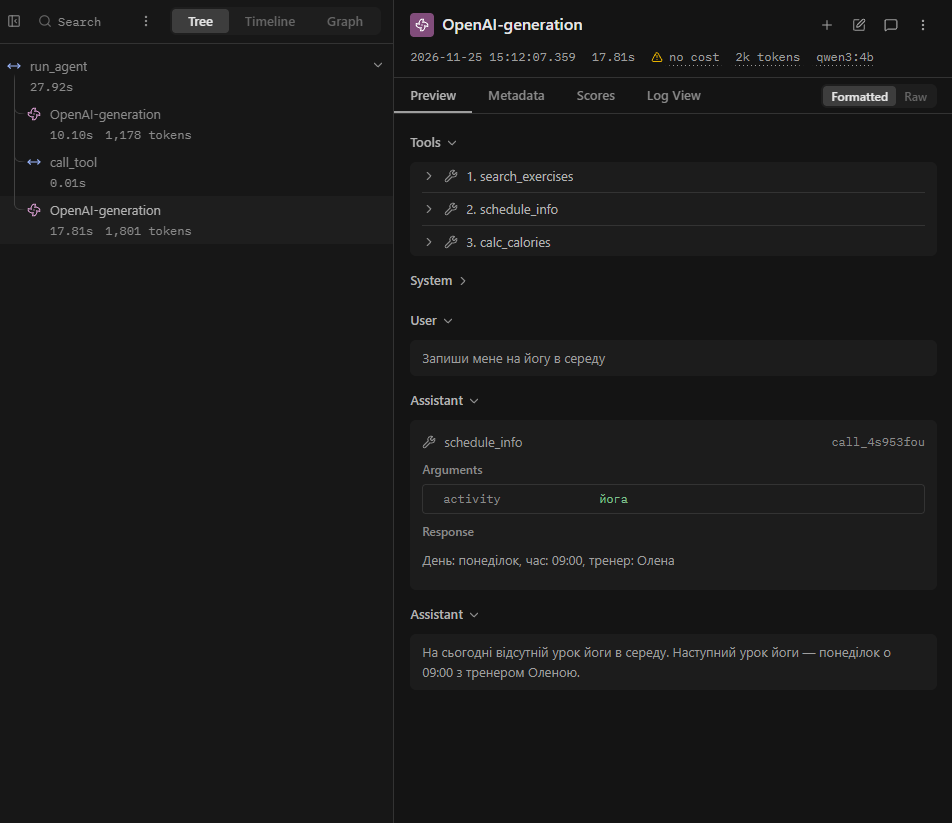 Search
Tree
Timeline
Graph
run_agent
27.92s
OpenAI-generation
10.10s 1,178 tokens
call_tool
0.01s
OpenAI-generation
17.81s 1,801 tokens
OpenAI-generation
2026-11-25 15:12:07.359 17.81s no cost 2k tokens qwen3:4b
Preview Metadata Scores Log View Formatted Raw
Tools
1. search_exercises
2. schedule_info
3. calc_calories
System
User
Запиши мене на йогу в середу
Assistant
schedule_info call_4s953fou
Arguments
activity йога
Response
День: понеділок, час: 09:00, тренер: Олена
Assistant
На сьогодні відсутній урок йоги в середу. Наступний урок йоги — понеділок о
09:00 з тренером Оленою.